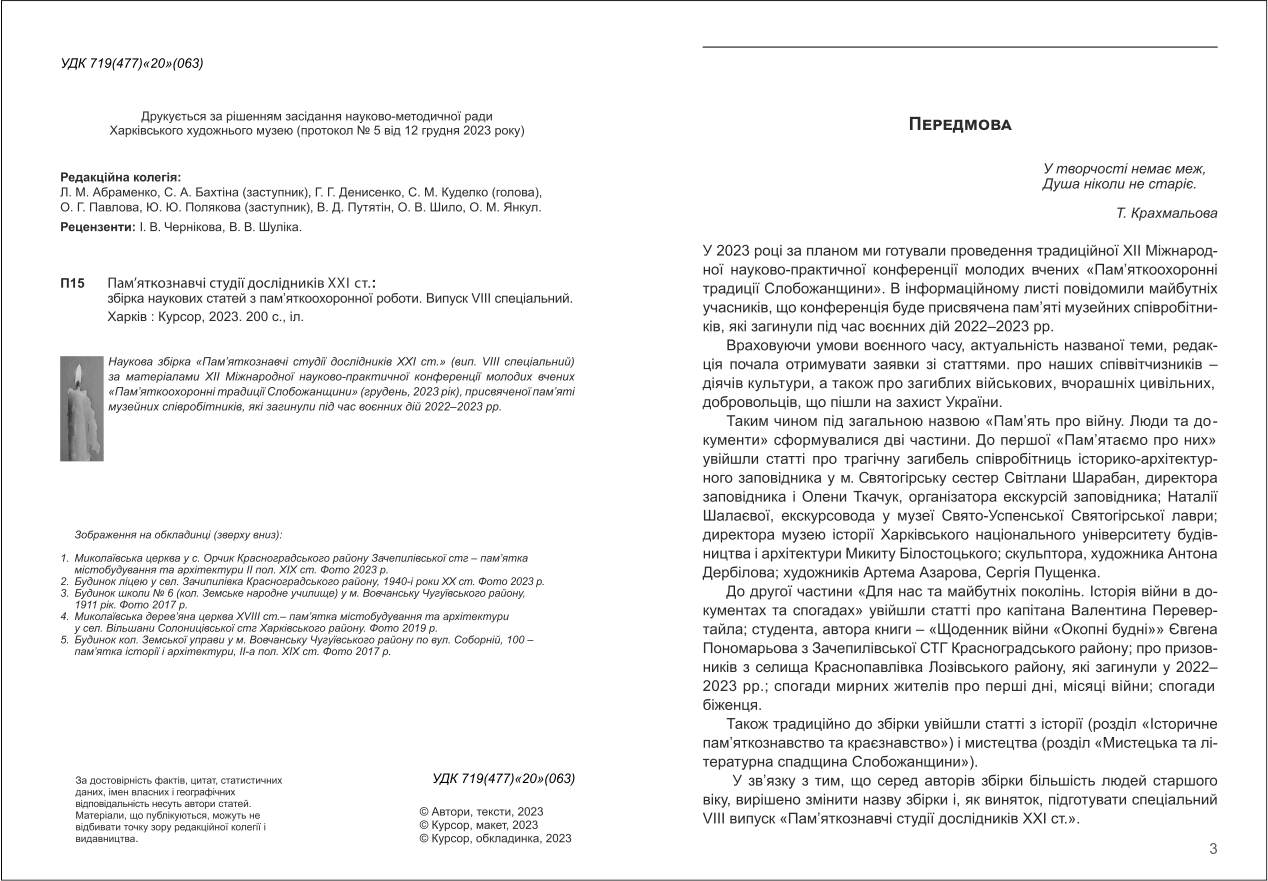 УДК 719(477)«20»(063)
Друкується за рішенням засідання науково-методичної ради
Харківського художнього музею (протокол № 5 від 12 грудня 2023 року)
Редакційна колегія:
Л. М. Абраменко, С. А. Бахтіна (заступник), Г. Г. Денисенко, С. М. Куделко (голова),
О. Г. Павлова, Ю. Ю. Полякова (заступник), В. Д. Путятін, О. В. Шило, О. М. Янкул.
Рецензенти: І. В. Чернікова, В. В. Шуліка.
П15 Пам’яткознавчі студії дослідників XXI ст.:
збірка наукових статей з пам’яткоохоронної роботи. Випуск VIII спеціальний.
Харків : Курсор, 2023. 200 с., іл.
Наукова збірка «Пам’яткознавчі студії дослідників XXI ст.» (вип. VIII спеціальний)
за матеріалами XII Міжнародної науково-практичної конференції молодих вчених
«Пам’яткоохоронні традиції Слобожанщини» (грудень, 2023 рік), присвяченої пам’яті
музейних співробітників, які загинули під час воєнних дій 2022–2023 рр.
Зображення на обкладинці (зверху вниз):
1. Миколаївська церква у с. Орчик Красноградського району Зачепилівської стг – пам’ятка
містобудування та архітектури II пол. XIX ст. Фото 2023 р.
2. Будинок ліцею у сел. Зачипилівка Красноградського району, 1940-і роки XX ст. Фото 2023 р.
3. Будинок школи № 6 (кол. Земське народне училище) у м. Вовчанську Чугуївського району,
1911 рік. Фото 2017 р.
4. Миколаївська дерев’яна церква XVIII ст.– пам’ятка містобудування та архітектури
у сел. Вільшани Солоницівської стг Харківського району. Фото 2019 р.
5. Будинок кол. Земської управи у м. Вовчанську Чугуївського району по вул. Соборній, 100 –
пам’ятка історії і архітектури, II-а пол. XIX ст. Фото 2017 р.
За достовірність фактів, цитат, статистичних
даних, імен власних і географічних
відповідальність несуть автори статей.
Матеріали, що публікуються, можуть не
відбивати точку зору редакційної колегії і
видавництва.
УДК 719(477)«20»(063)
© Автори, тексти, 2023
© Курсор, макет, 2023
© Курсор, обкладинка, 2023
Передмова
У творчості немає меж,
Душа ніколи не старіє.
Т. Крахмальова
У 2023 році за планом ми готували проведення традиційної XII Міжнарод-
ної науково-практичної конференції молодих вчених «Пам’яткоохоронні
традиції Слобожанщини». В інформаційному листі повідомили майбутніх
учасників, що конференція буде присвячена пам’яті музейних співробітни-
ків, які загинули під час воєнних дій 2022–2023 рр.
Враховуючи умови воєнного часу, актуальність названої теми, редак-
ція почала отримувати заявки зі статтями. про наших співвітчизників –
діячів культури, а також про загиблих військових, вчорашніх цивільних,
добровольців, що пішли на захист України.
Таким чином під загальною назвою «Пам’ять про війну. Люди та до-
кументи» сформувалися дві частини. До першої «Пам’ятаємо про них»
увійшли статті про трагічну загибель співробітниць історико-архітектур-
ного заповідника у м. Святогірську сестер Світлани Шарабан, директора
заповідника і Олени Ткачук, організатора екскурсій заповідника; Наталії
Шалаєвої, екскурсовода у музеї Свято-Успенської Святогірської лаври;
директора музею історії Харківського національного університету будів-
ництва і архітектури Микиту Білостоцького; скульптора, художника Антона
Дербілова; художників Артема Азарова, Сергія Пущенка.
До другої частини «Для нас та майбутніх поколінь. Історія війни в до-
кументах та спогадах» увійшли статті про капітана Валентина Перевер-
тайла; студента, автора книги – «Щоденник війни «Окопні будні»» Євгена
Пономарьова з Зачепилівської СТГ Красноградського району; про призов-
ників з селища Краснопавлівка Лозівського району, які загинули у 2022–
2023 рр.; спогади мирних жителів про перші дні, місяці війни; спогади
біженця.
Також традиційно до збірки увійшли статті з історії (розділ «Історичне
пам’яткознавство та краєзнавство») і мистецтва (розділ «Мистецька та лі-
тературна спадщина Слобожанщини»).
У зв’язку з тим, що серед авторів збірки більшість людей старшого
віку, вирішено змінити назву збірки і, як виняток, підготувати спеціальний
VIII випуск «Пам’яткознавчі студії дослідників XXI ст.».
3